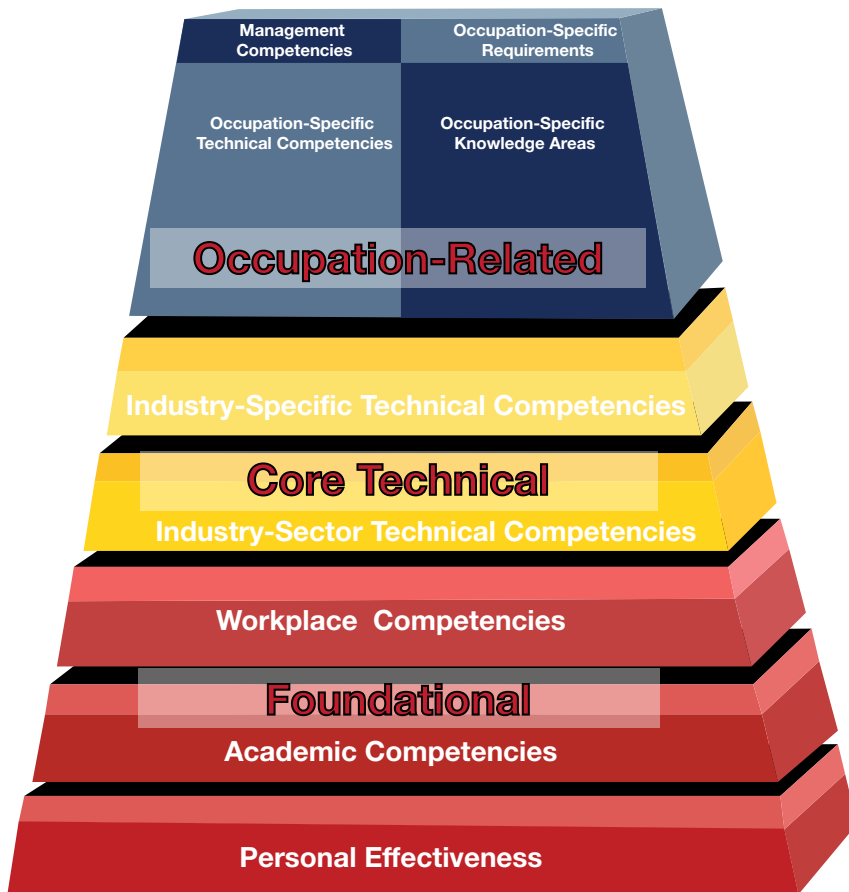 Management
Competencies
Occupation-Specific
Requirements
Occupation-Specific
Technical Competencies
Occupation-Specific
Knowledge Areas
Occupation-Related
Industry-Specific Technical Competencies
Core Technical
Industry-Sector Technical Competencies
Workplace Competencies
Foundational
Academic Competencies
Personal Effectiveness